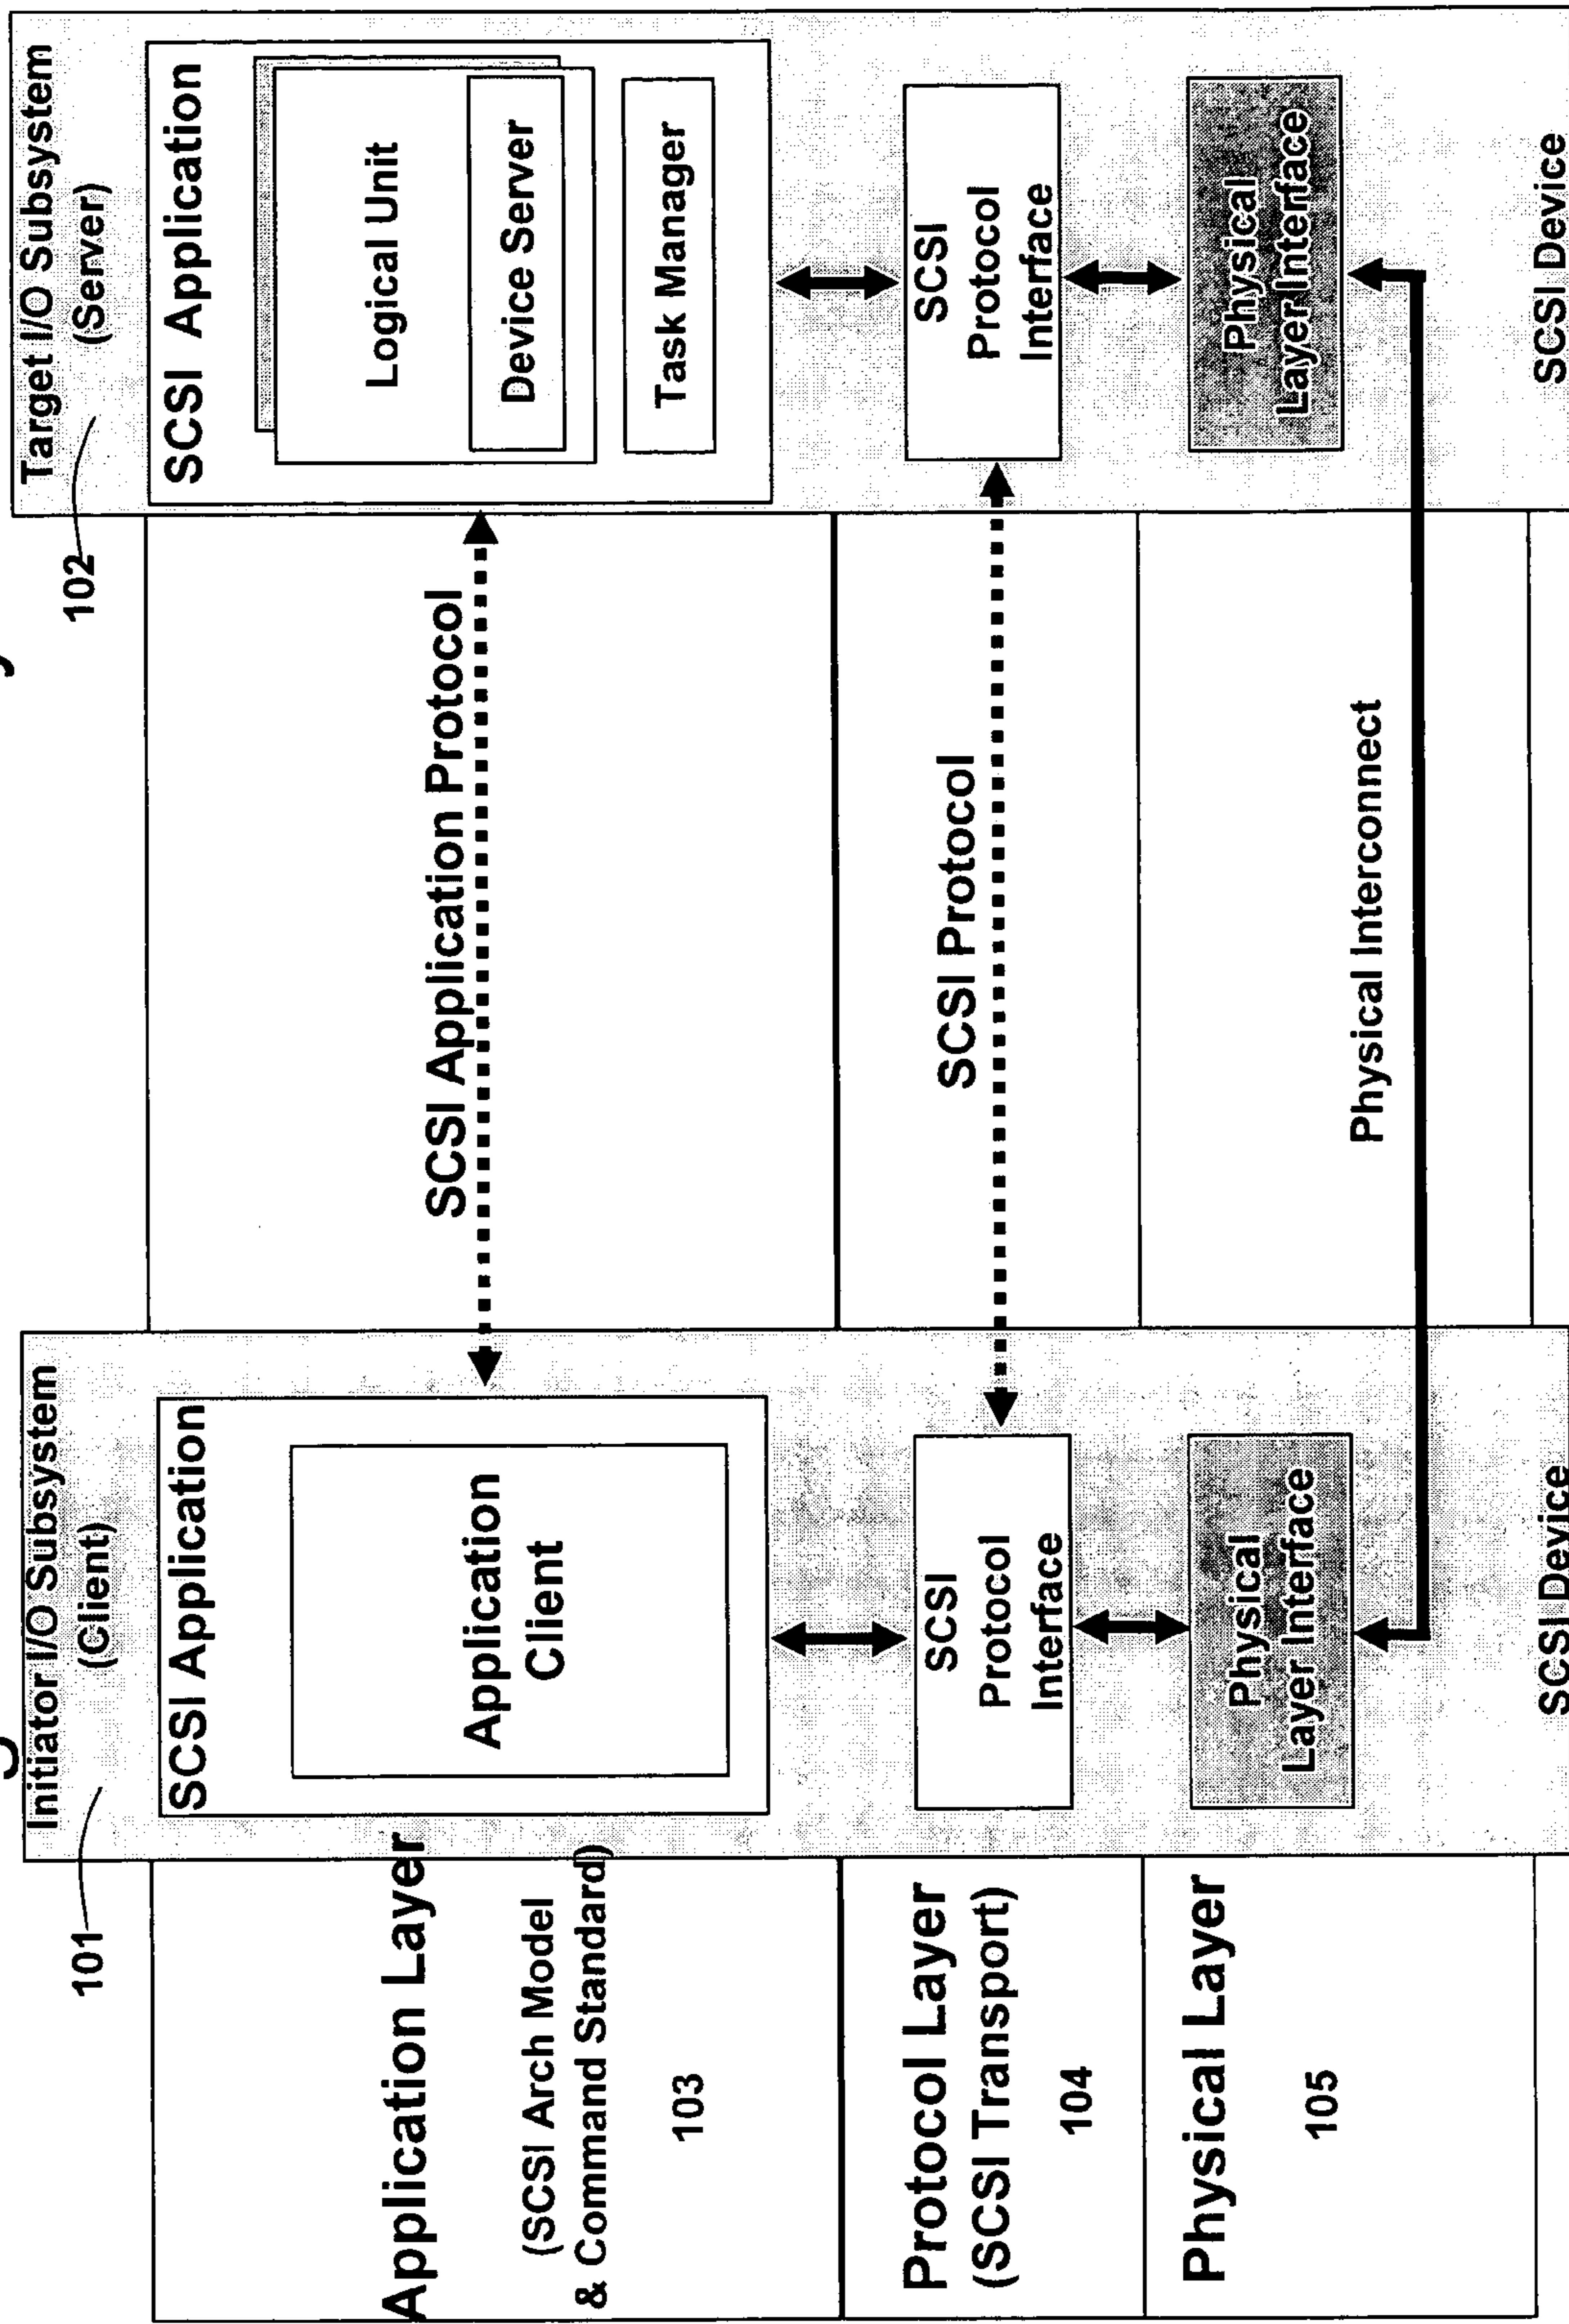 Initiator I/O Subsystem
(Client)
101
Target I/O Subsystem
(Server)
102
Application Layer
(SCSI Arch Model
& Command Standard)
103
SCSI Application
Application
Client
SCSI Application Protocol
SCSI Application
Logical Unit
Device Server
Task Manager
Protocol Layer
(SCSI Transport)
104
SCSI
Protocol
Interface
SCSI Protocol
SCSI
Protocol
Interface
Physical Layer
105
Physical
Layer Interface
Physical Interconnect
Physical
Layer Interface
SCSI Device
SCSI Device